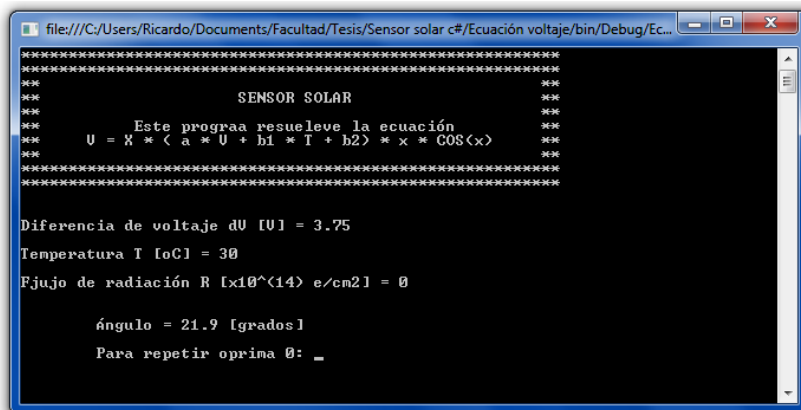 file:///C:/Users/Ricardo/Documents/Facultad/Tesis/Sensor solar c#/Ecuación voltaje/bin/Debug/Ec...
************************************************************
************************************************************
** **
** SENSOR SOLAR **
** **
** Este prograa resueleve la ecuación **
** V = X * ( a * V + b1 * T + b2) * x * COS(x) **
** **
************************************************************
************************************************************
Diferencia de voltaje dV [V] = 3.75
Temperatura T [oC] = 30
Fjujo de radiación R [x10^(14) e/cm2] = 0
Ángulo = 21.9 [grados]
Para repetir oprima 0: _